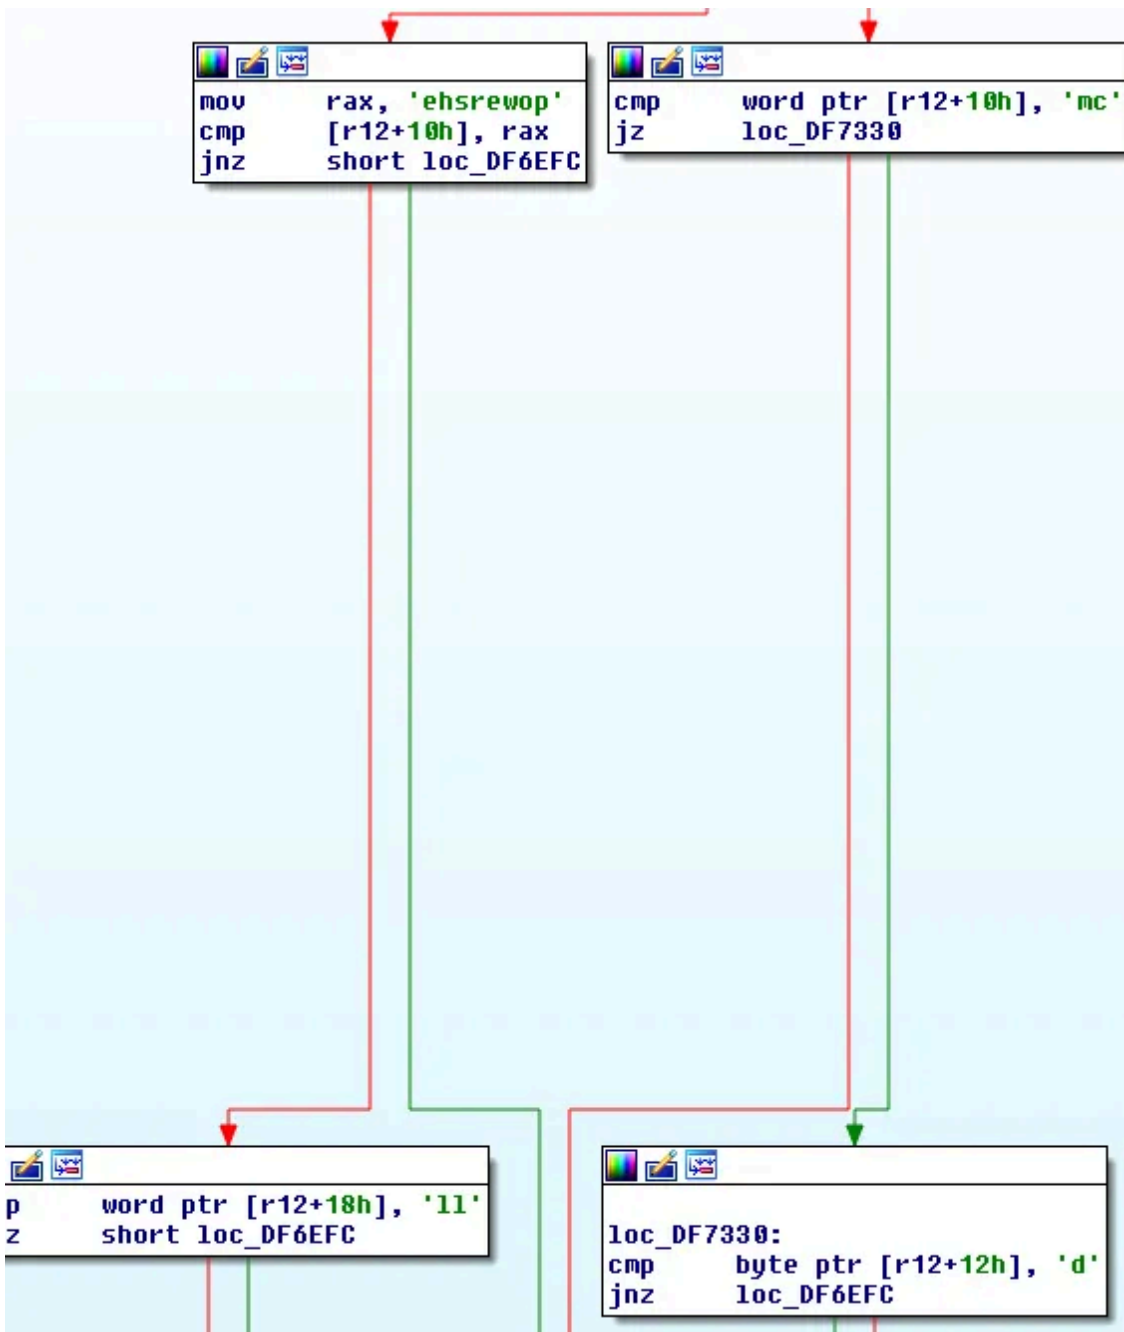 mov rax, 'ehsrewop'
cmp [r12+10h], rax
jnz short loc_DF6EFC
cmp word ptr [r12+10h], 'mc'
jz loc_DF7330
p word ptr [r12+18h], 'll'
z short loc_DF6EFC
loc_DF7330:
cmp byte ptr [r12+12h], 'd'
jnz loc_DF6EFC